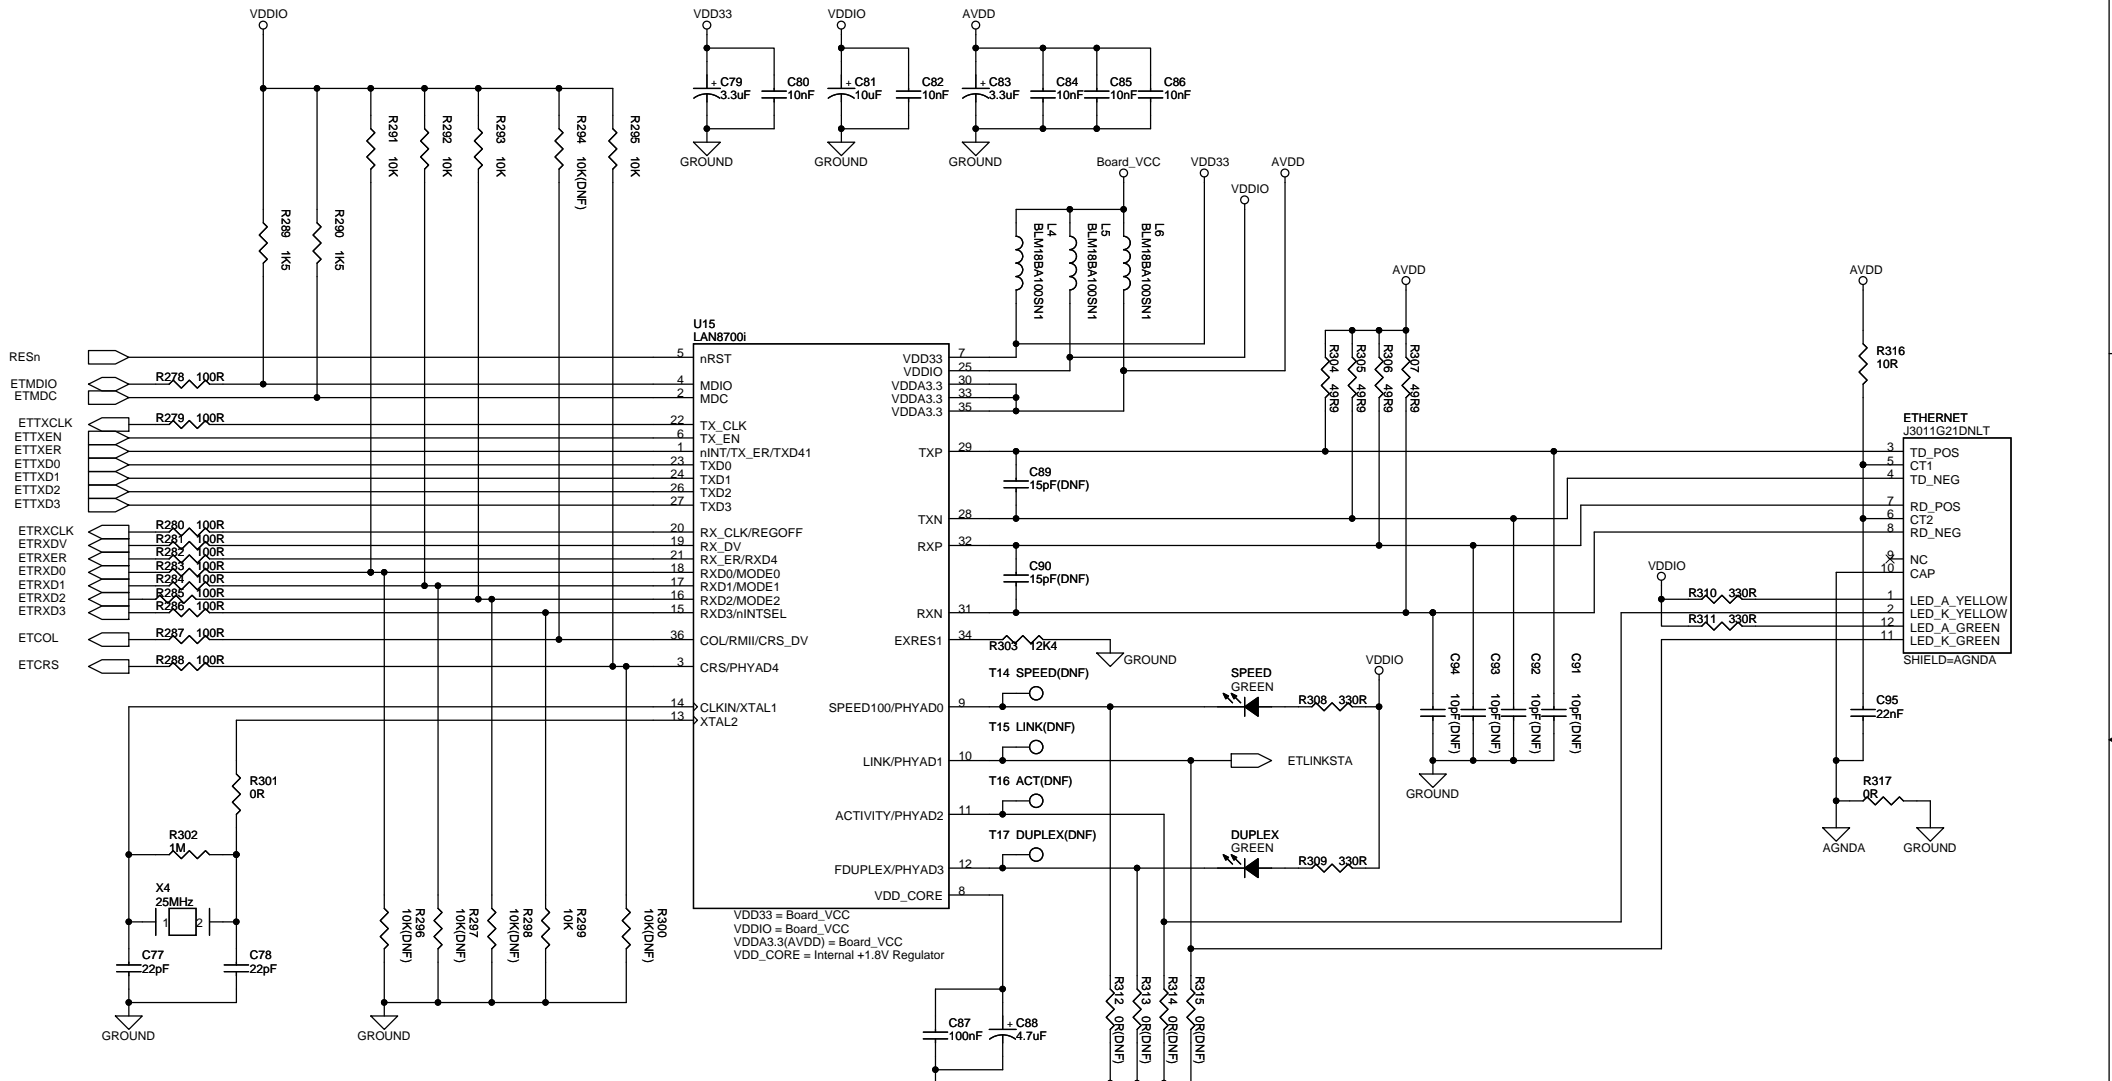 VDDIO
VDD33
VDDIO
AVDD
C79
3.3uF
C80
10nF
C81
10uF
C82
10nF
C83
3.3uF
C84
10nF
C85
10nF
C86
10nF
GROUND
GROUND
GROUND
R291 10K
R292 10K
R293 10K
R294 10K(DNF)
R295 10K
R289 1K5
R290 1K5
Board_VCC
VDD33
AVDD
VDDIO
L4
BLM18BA100SN1
L5
BLM18BA100SN1
L6
BLM18BA100SN1
AVDD
AVDD
U15
LAN8700i
RESn
ETMDIO
ETMDC
ETTXCLK
ETTXEN
ETTXER
ETTXD0
ETTXD1
ETTXD2
ETTXD3
ETRXCLK
ETRXDV
ETRXER
ETRXD0
ETRXD1
ETRXD2
ETRXD3
ETCOL
ETCRS
R278 100R
R279 100R
R280 100R
R281 100R
R282 100R
R283 100R
R284 100R
R285 100R
R286 100R
R287 100R
R288 100R
5 nRST
4 MDIO
2 MDC
22 TX_CLK
6 TX_EN
1 nINT/TX_ER/TXD41
23 TXD0
24 TXD1
26 TXD2
27 TXD3
20 RX_CLK/REGOFF
19 RX_DV
21 RX_ER/RXD4
18 RXD0/MODE0
17 RXD1/MODE1
16 RXD2/MODE2
15 RXD3/nINTSEL
36 COL/RMII/CRS_DV
3 CRS/PHYAD4
14 CLKIN/XTAL1
13 XTAL2
VDD33 7
VDDIO 25
VDDA3.3 30
VDDA3.3 33
VDDA3.3 35
TXP 29
TXN 28
RXP 32
RXN 31
EXRES1 34
SPEED100/PHYAD0 9
LINK/PHYAD1 10
ACTIVITY/PHYAD2 11
FDUPLEX/PHYAD3 12
VDD_CORE 8
VDD33 = Board_VCC
VDDIO = Board_VCC
VDDA3.3(AVDD) = Board_VCC
VDD_CORE = Internal +1.8V Regulator
R304 49R9
R305 49R9
R306 49R9
R307 49R9
C89
15pF(DNF)
C90
15pF(DNF)
R303 12K4
GROUND
T14 SPEED(DNF)
T15 LINK(DNF)
T16 ACT(DNF)
T17 DUPLEX(DNF)
SPEED
GREEN
R308 330R
VDDIO
ETLINKSTA
DUPLEX
GREEN
R309 330R
C94 10pF(DNF)
C93 10pF(DNF)
C92 10pF(DNF)
C91 10pF(DNF)
GROUND
R316
10R
ETHERNET
J3011G21DNLT
3 TD_POS
5 CT1
4 TD_NEG
7 RD_POS
6 CT2
8 RD_NEG
9 NC
10 CAP
1 LED_A_YELLOW
2 LED_K_YELLOW
12 LED_A_GREEN
11 LED_K_GREEN
SHIELD=AGNDA
VDDIO
R310 330R
R311 330R
C95
22nF
R317
0R
AGNDA
GROUND
R301
0R
R302
1M
X4
25MHz
1 2
C77
22pF
C78
22pF
GROUND
R296
10K(DNF)
R297
10K(DNF)
R298
10K(DNF)
R299
10K
R300
10K(DNF)
GROUND
C87
100nF
C88
4.7uF
R312 0R(DNF)
R313 0R(DNF)
R314 0R(DNF)
R315 0R(DNF)